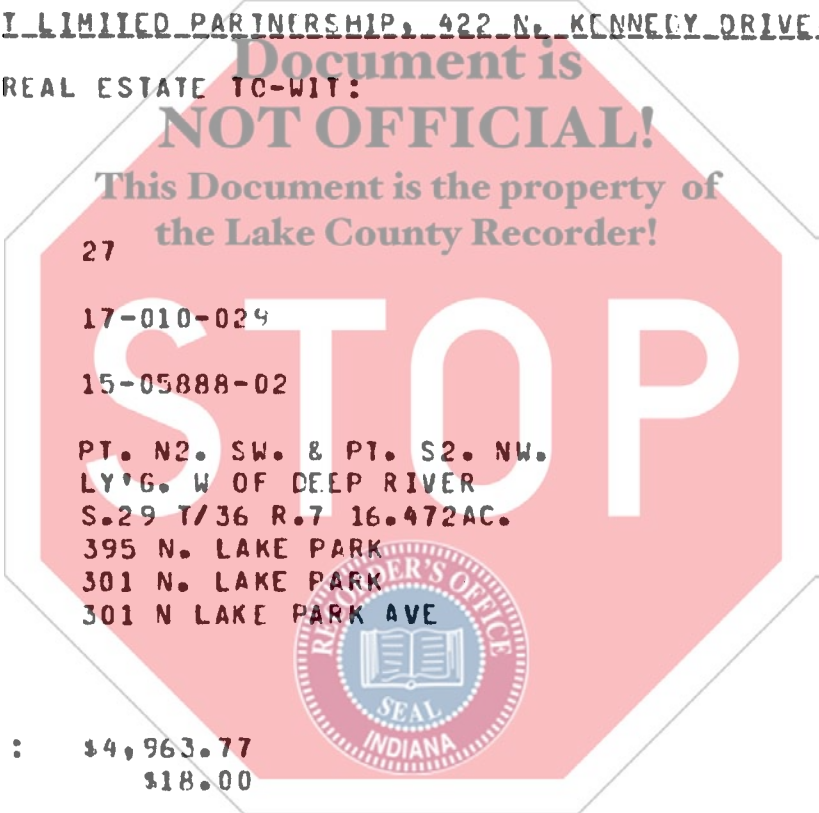 T LIMITED PARTNERSHIP, 422 N. KENNEDY DRIVE
Document is
REAL ESTATE TO-WIT:
NOT OFFICIAL!
This Document is the property of
the Lake County Recorder!
27
17-010-029
STOP
15-05888-02
PT. N2. SW. & PT. S2. NW.
LY'G. W OF DEEP RIVER
S.29 T/36 R.7 16.472AC.
395 N. LAKE PARK
301 N. LAKE PARK
301 N LAKE PARK AVE
RECORDER'S OFFICE
SEAL
INDIANA
: $4,963.77
$18.00